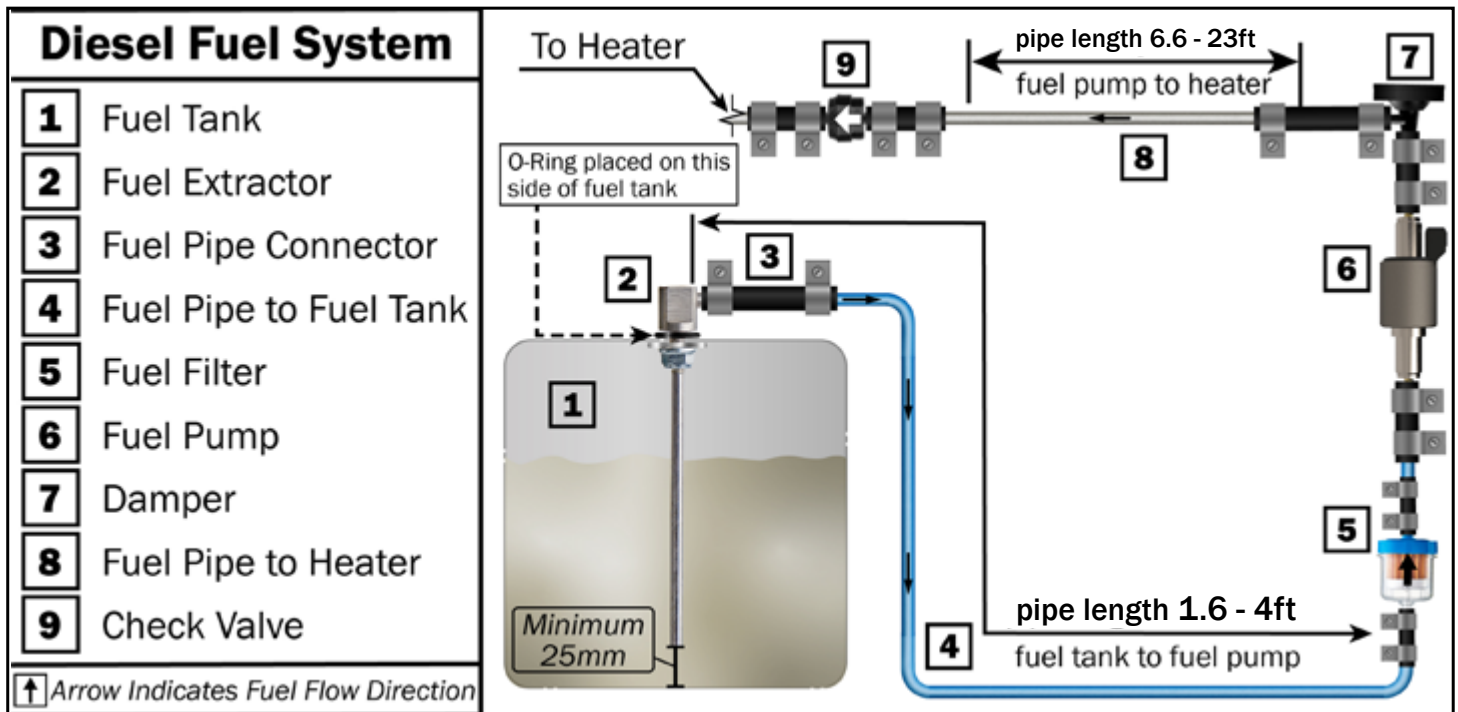 Diesel Fuel System
1 Fuel Tank
2 Fuel Extractor
3 Fuel Pipe Connector
4 Fuel Pipe to Fuel Tank
5 Fuel Filter
6 Fuel Pump
7 Damper
8 Fuel Pipe to Heater
9 Check Valve
Arrow Indicates Fuel Flow Direction
To Heater
9
pipe length 6.6 - 23ft
fuel pump to heater
7
8
O-Ring placed on this
side of fuel tank
2
3
6
1
5
Minimum
25mm
4
pipe length 1.6 - 4ft
fuel tank to fuel pump